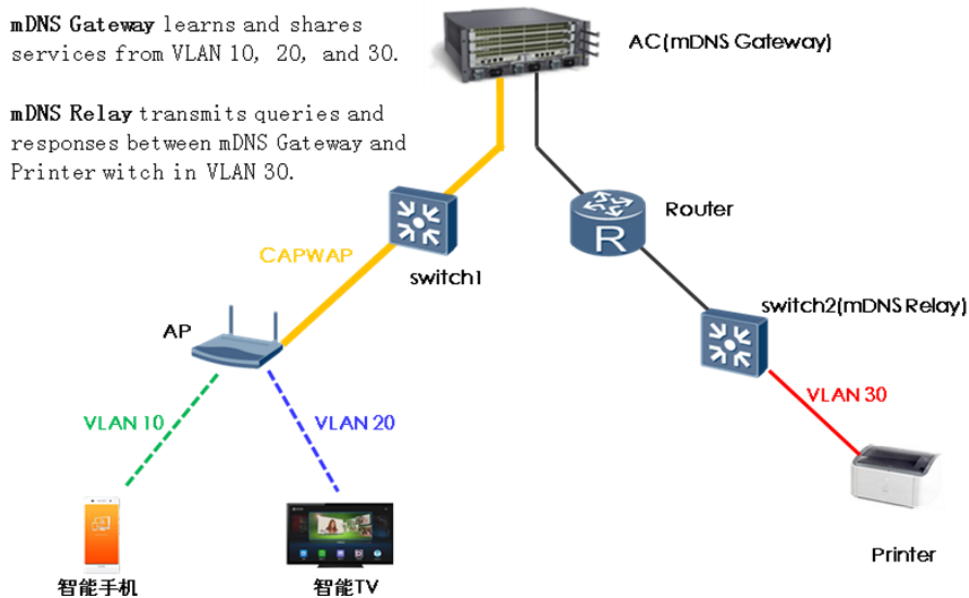 mDNS Gateway learns and shares
services from VLAN 10, 20, and 30.
mDNS Relay transmits queries and
responses between mDNS Gateway and
Printer witch in VLAN 30.
AC(mDNS Gateway)
Router
R
CAPWAP
switch1
switch2(mDNS Relay)
AP
VLAN 10
VLAN 20
VLAN 30
智能手机
智能TV
Printer